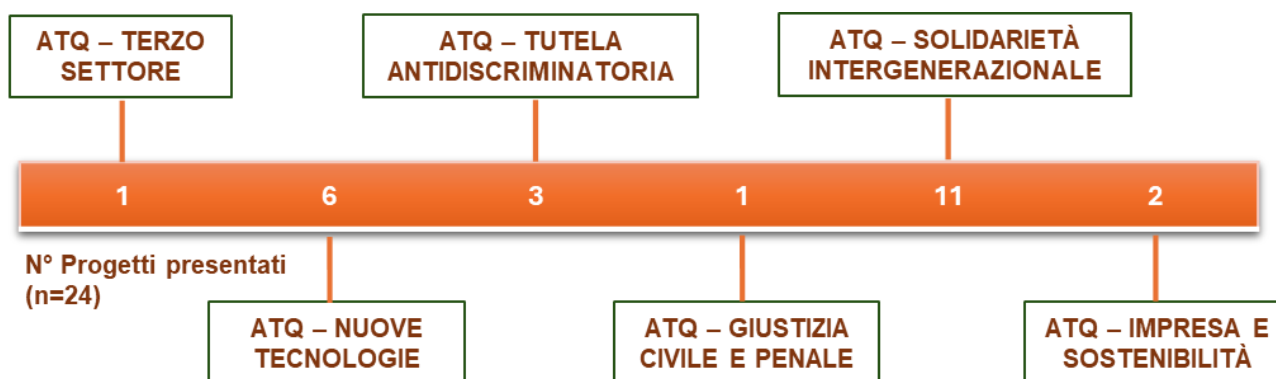 ATQ – TERZO
SETTORE
ATQ – TUTELA
ANTIDISCRIMINATORIA
ATQ – SOLIDARIETÀ
INTERGENERAZIONALE
1
6
3
1
11
2
N° Progetti presentati
(n=24)
ATQ – NUOVE
TECNOLOGIE
ATQ – GIUSTIZIA
CIVILE E PENALE
ATQ – IMPRESA E
SOSTENIBILITÀ